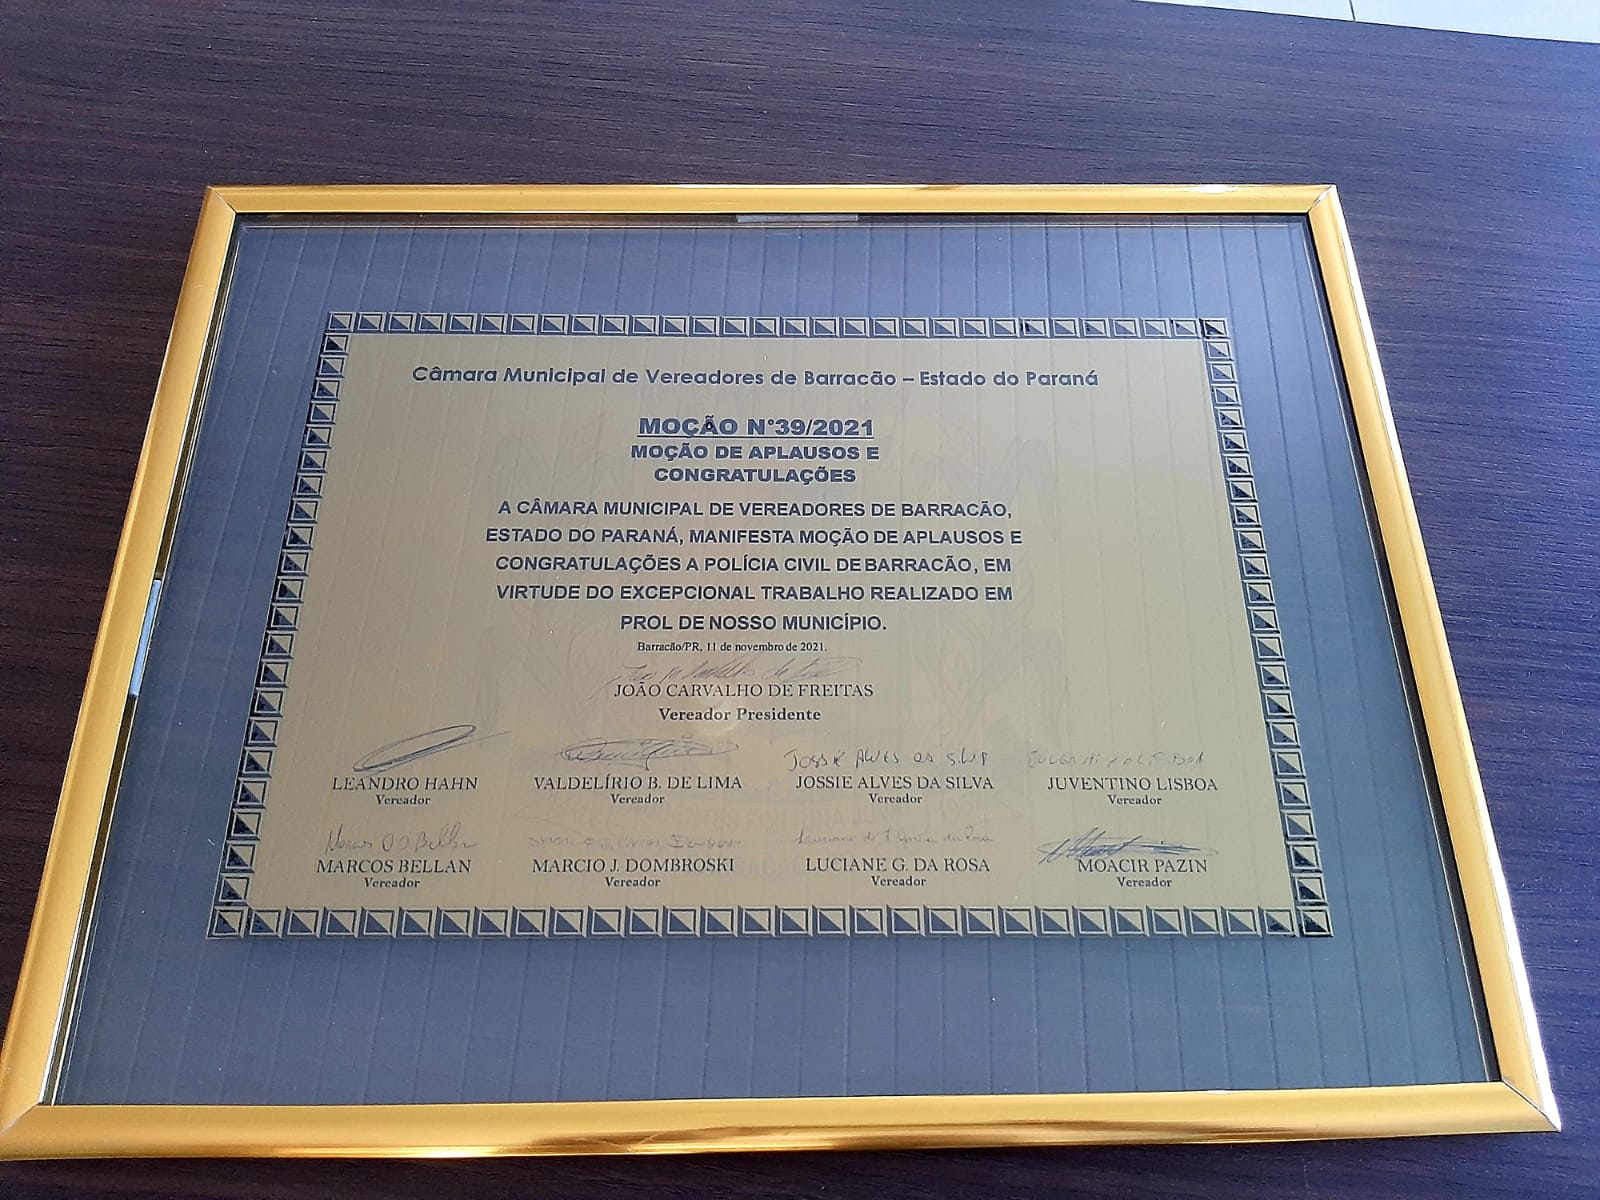 Câmara Municipal de Vereadores de Barracão – Estado do Paraná
MOÇÃO N°39/2021
MOÇÃO DE APLAUSOS E
CONGRATULAÇÕES
A CÂMARA MUNICIPAL DE VEREADORES DE BARRACÃO,
ESTADO DO PARANÁ, MANIFESTA MOÇÃO DE APLAUSOS E
CONGRATULAÇÕES A POLÍCIA CIVIL DE BARRACÃO, EM
VIRTUDE DO EXCEPCIONAL TRABALHO REALIZADO EM
PROL DE NOSSO MUNICÍPIO.
Barracão/PR, 11 de novembro de 2021.
JOÃO CARVALHO DE FREITAS
Vereador Presidente
JOSSIE ALVES DA SILVA
LEANDRO HAHN VALDELÍRIO B. DE LIMA JOSSIE ALVES DA SILVA JUVENTINO LISBOA
Vereador Vereador Vereador Vereador
MARCOS BELLAN MARCIO J. DOMBROSKI LUCIANE G. DA ROSA MOACIR PAZIN
Vereador Vereador Vereador Vereador